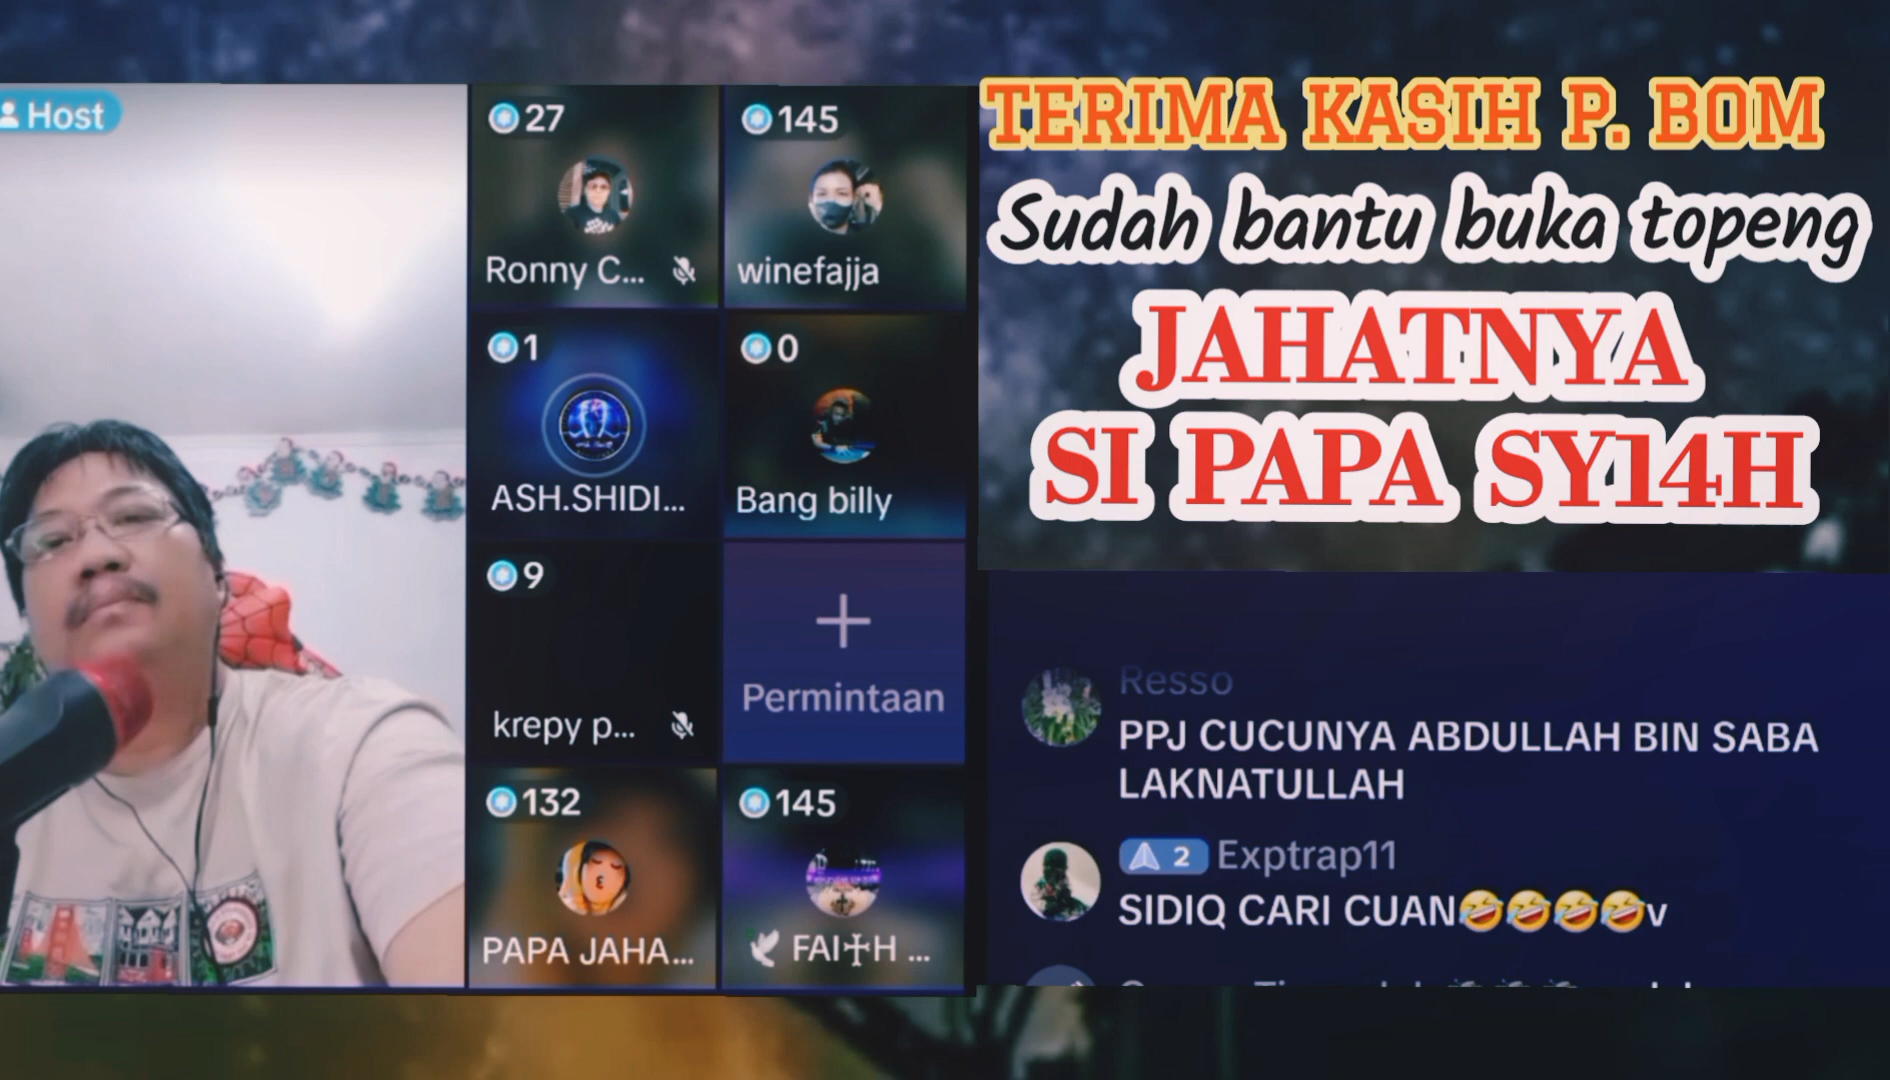 Host
27
Ronny C...
145
winefajja
1
ASH.SHIDI...
0
Bang billy
9
krepy p...
Permintaan
132
PAPA JAHA...
145
FAI✝H ...
TERIMA KASIH P. BOM
Sudah bantu buka topeng
JAHATNYA
SI PAPA SY14H
Resso
PPJ CUCUNYA ABDULLAH BIN SABA
LAKNATULLAH
2 Exptrap11
SIDIQ CARI CUAN🤣🤣🤣🤣v